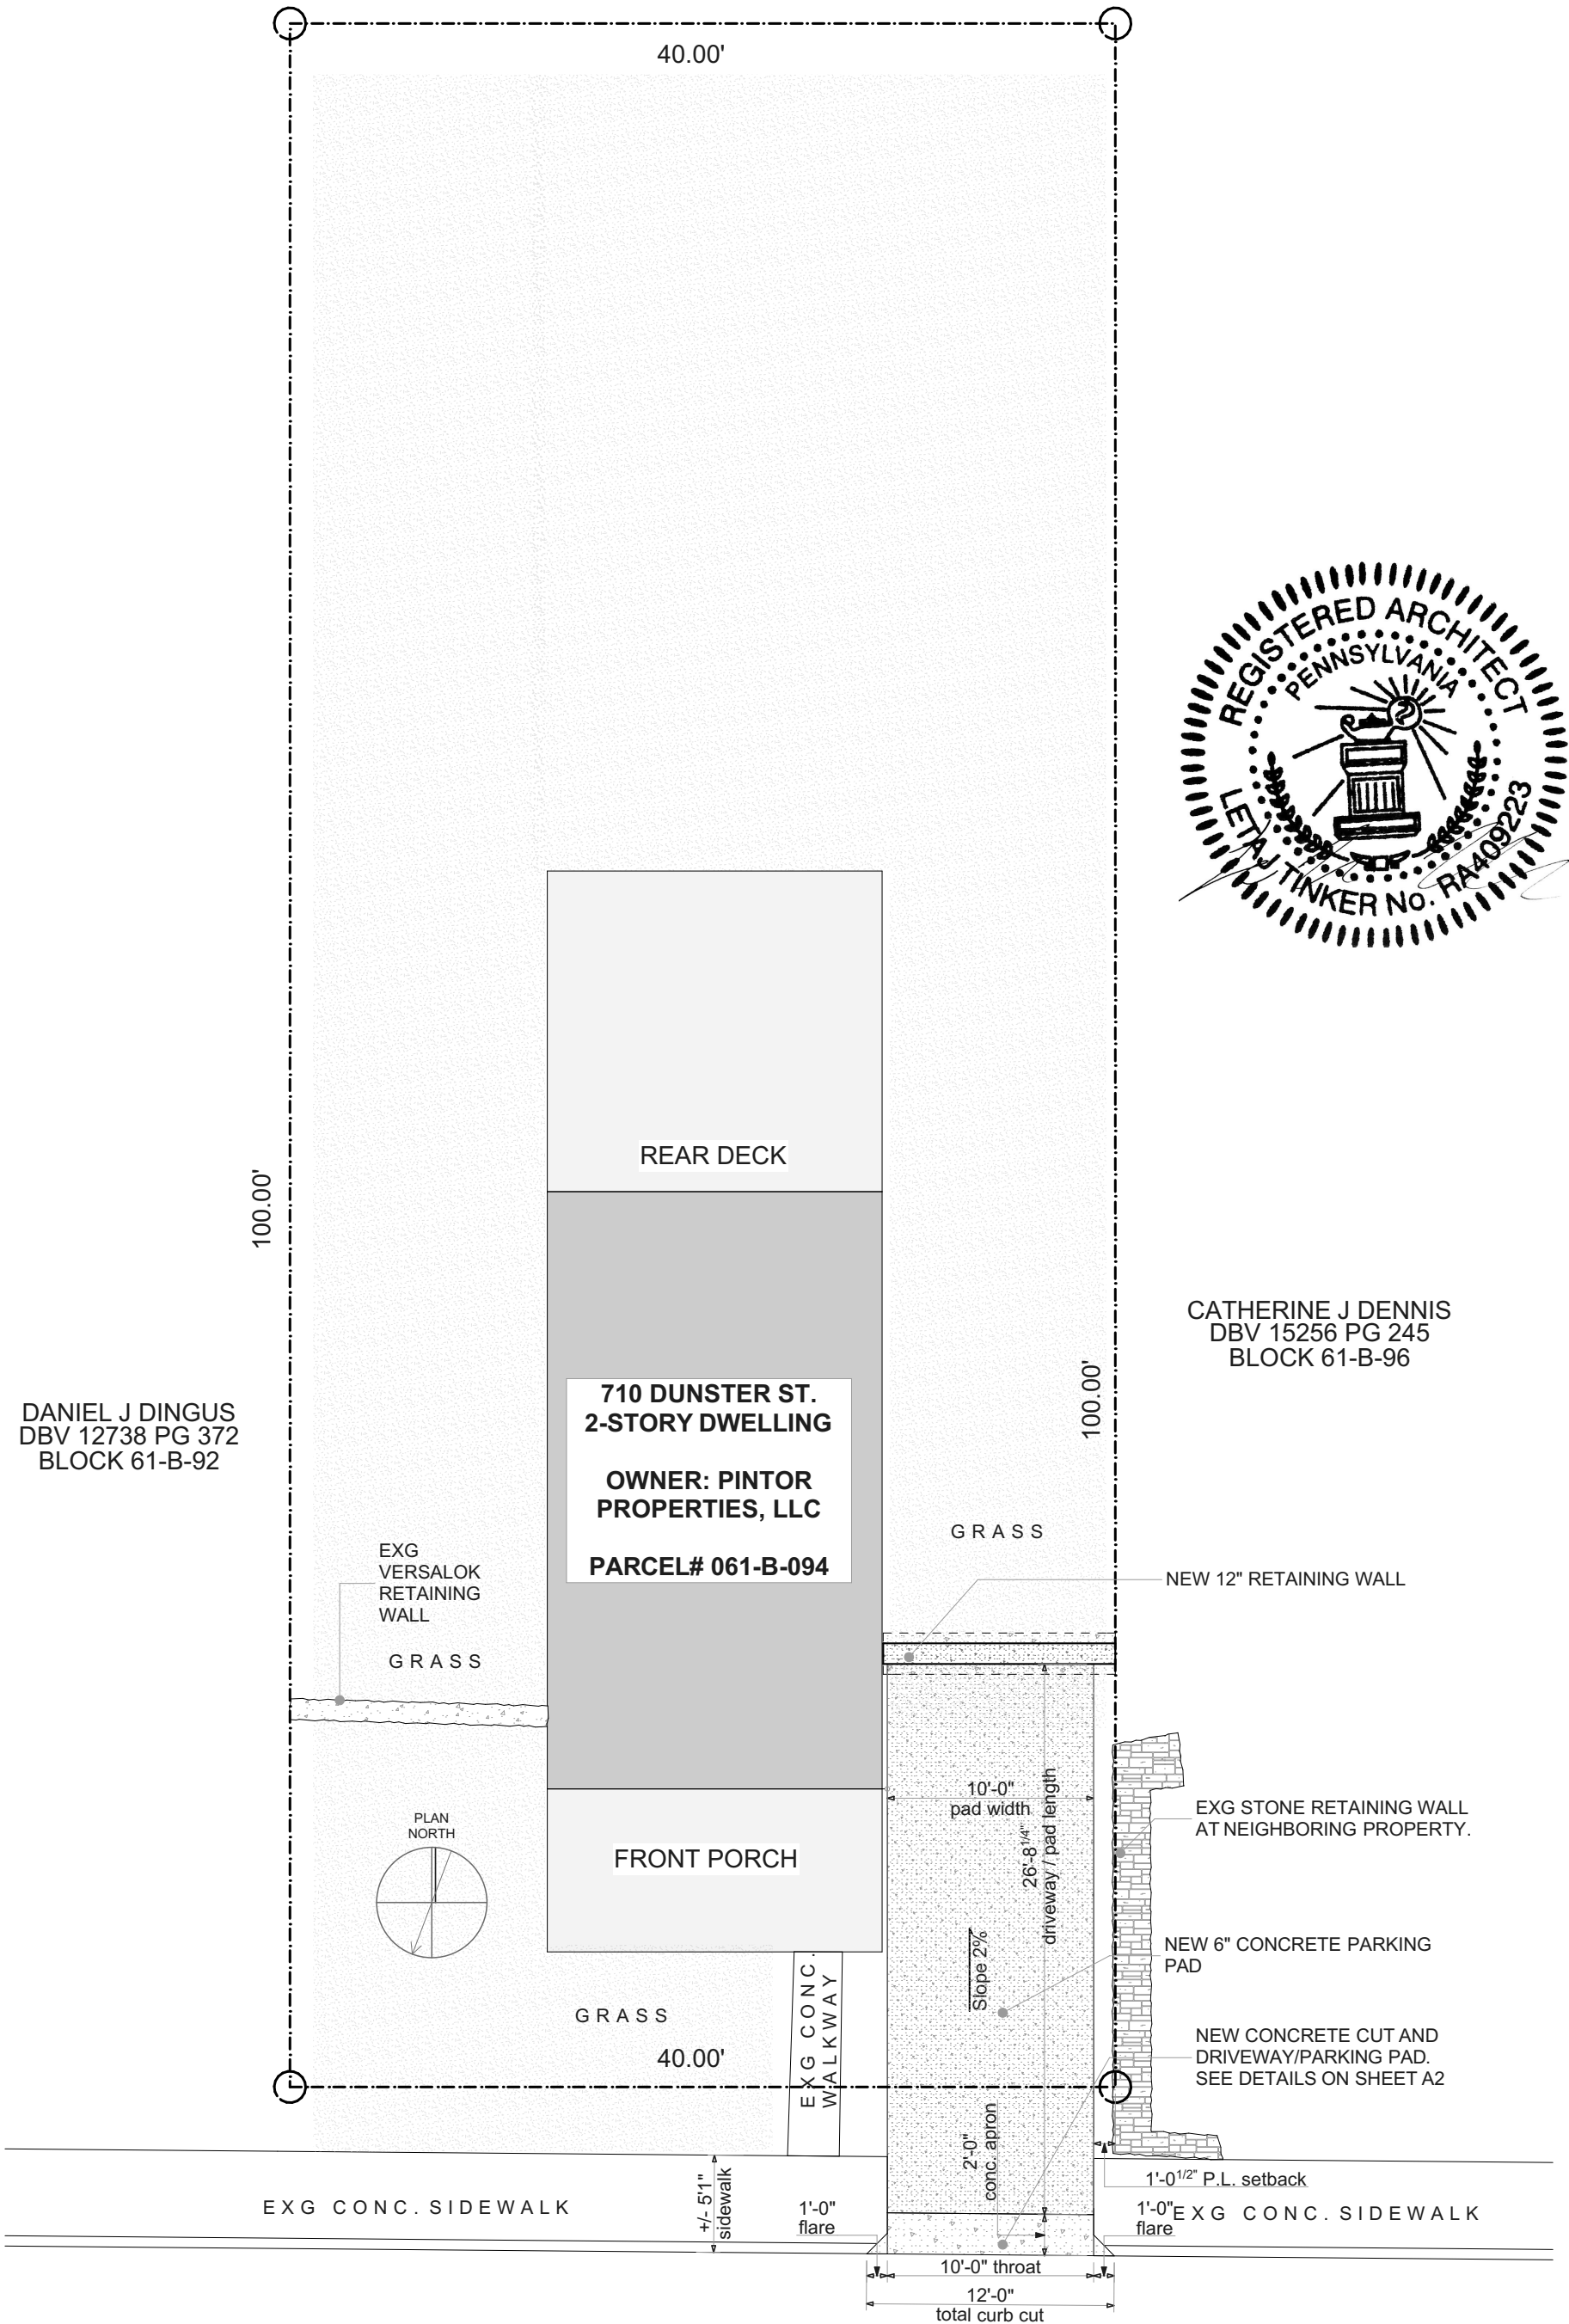 40.00'
REGISTERED ARCHITECT
PENNSYLVANIA
LETA J TINKER No. RA409223
REAR DECK
100.00'
CATHERINE J DENNIS
DBV 15256 PG 245
BLOCK 61-B-96
100.00'
DANIEL J DINGUS
DBV 12738 PG 372
BLOCK 61-B-92
710 DUNSTER ST.
2-STORY DWELLING
OWNER: PINTOR
PROPERTIES, LLC
PARCEL# 061-B-094
GRASS
EXG
VERSALOK
RETAINING
WALL
NEW 12" RETAINING WALL
GRASS
10'-0"
pad width
26'-8 1/4"
driveway / pad length
EXG STONE RETAINING WALL
AT NEIGHBORING PROPERTY.
PLAN
NORTH
FRONT PORCH
Slope 2%
NEW 6" CONCRETE PARKING
PAD
EXG CONC.
WALKWAY
GRASS
NEW CONCRETE CUT AND
DRIVEWAY/PARKING PAD.
SEE DETAILS ON SHEET A2
40.00'
2'-0"
conc. apron
1'-0 1/2" P.L. setback
+/- 5'1"
sidewalk
EXG CONC. SIDEWALK
1'-0"
flare
1'-0"
flare
EXG CONC. SIDEWALK
10'-0" throat
12'-0"
total curb cut